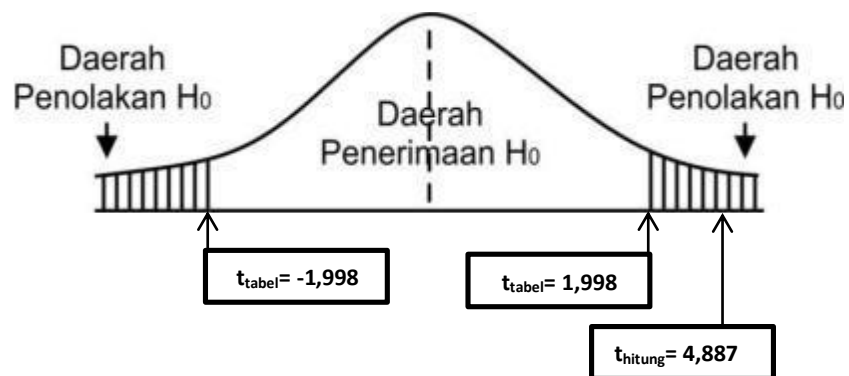 Daerah
Penolakan H0
Daerah
Penerimaan H0
Daerah
Penolakan H0
ttabel= -1,998
ttabel= 1,998
thitung= 4,887